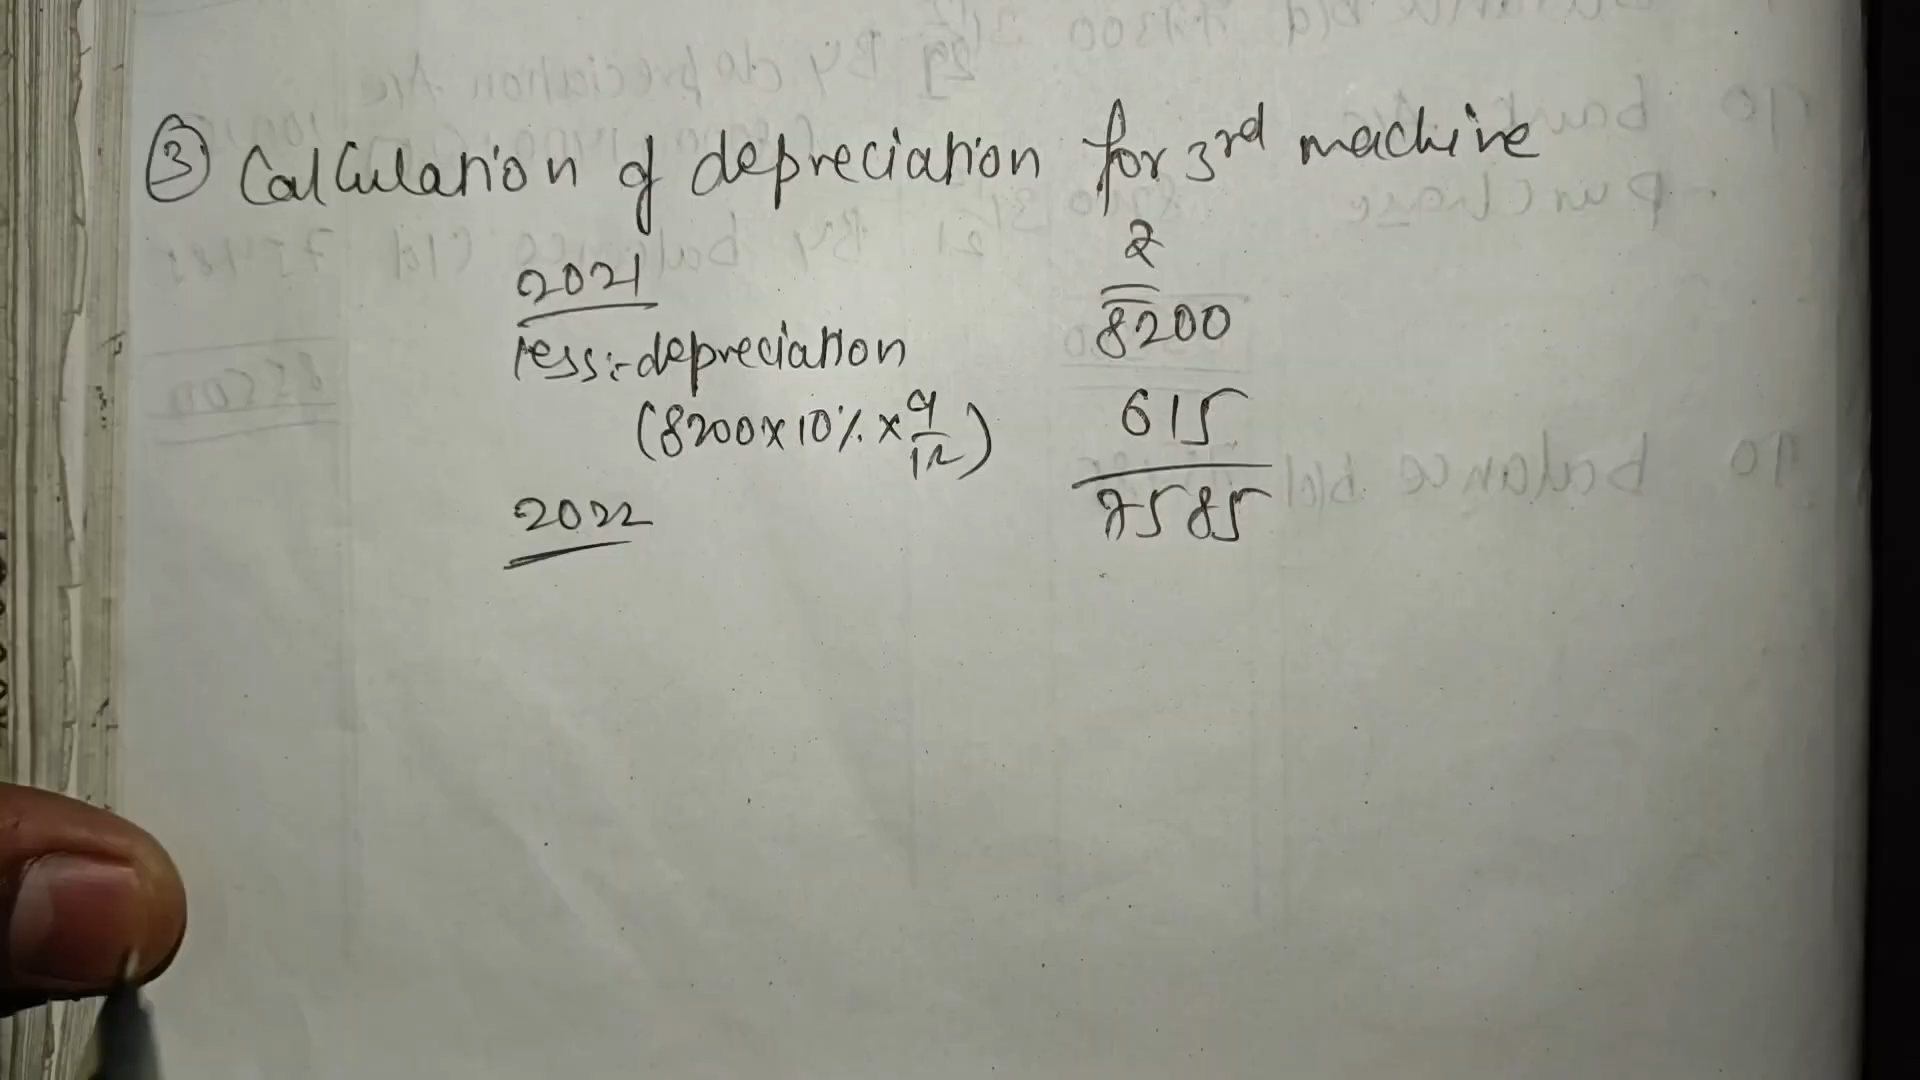 ③ Calculation of depreciation for 3rd machine
₹
2021 8200
less:- depreciation
(8200 x 10% x 9/12) 615
2022 7585